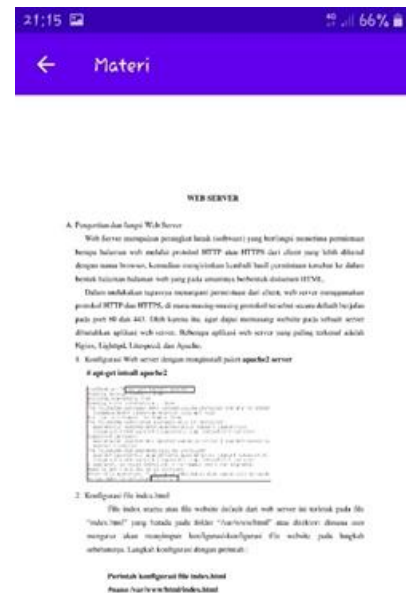 21:15
66%
Materi
WEB SERVER
A. Pengertian dan fungsi Web Server
Web Server merupakan perangkat lunak (software) yang berfungsi menerima permintaan
berupa halaman web melalui protokol HTTP atau HTTPS dari client yang lebih dikenal
dengan nama browser, kemudian mengirimkan kembali hasil permintaan tersebut ke dalam
bentuk halaman-halaman web yang pada umumnya berbentuk dokumen HTML.
Dalam melakukan tugasnya menangani permintaan dari client, web server menggunakan
protokol HTTP dan HTTPS, di mana masing-masing protokol tersebut secara default berjalan
pada port 80 dan 443. Oleh karena itu, agar dapat memasang website pada sebuah server
dibutuhkan aplikasi web server. Beberapa aplikasi web server yang paling terkenal adalah
Nginx, Lighttpd, Litespeed, dan Apache.
1. Konfigurasi Web server dengan menginstall paket apache2 server
# apt-get intsall apache2
2. Konfigurasi file index.html
File index utama atau file website default dari web server ini terletak pada file
"index.html" yang berada pada folder "/var/www/html" atau direktori dimana user
mengatur akan menyimpan konfigurasi-konfigurasi file website pada langkah
sebelumnya. Langkah konfigurasi dengan perintah :
Perintah konfigurasi file index.html
#nano /var/www/html/index.html